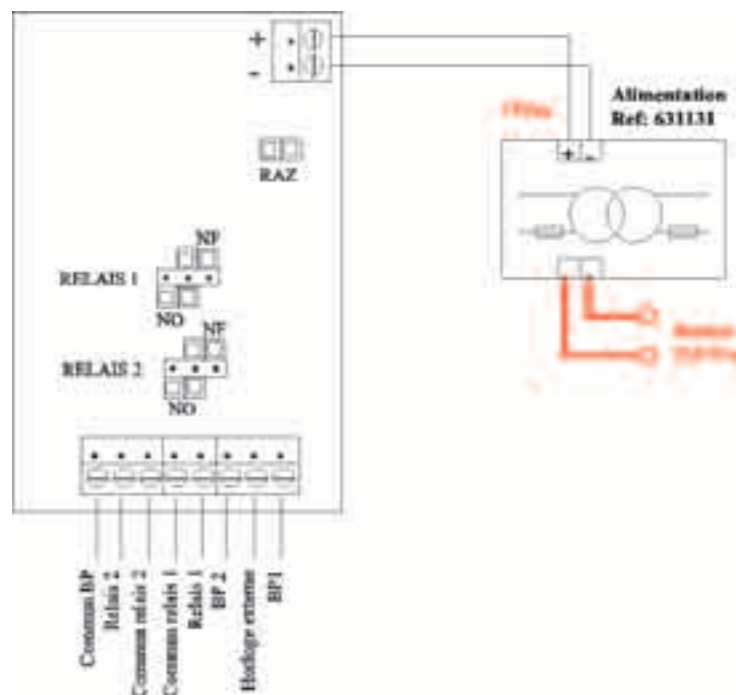 +
-
Alimentation
Ref: 631131
+ -
RAZ
NF
RELAIS 1
NO
NF
RELAIS 2
NO
Commun BP
Relais 2
Commun relais 2
Commun relais 1
Relais 1
BP 2
Horloge externe
BP1